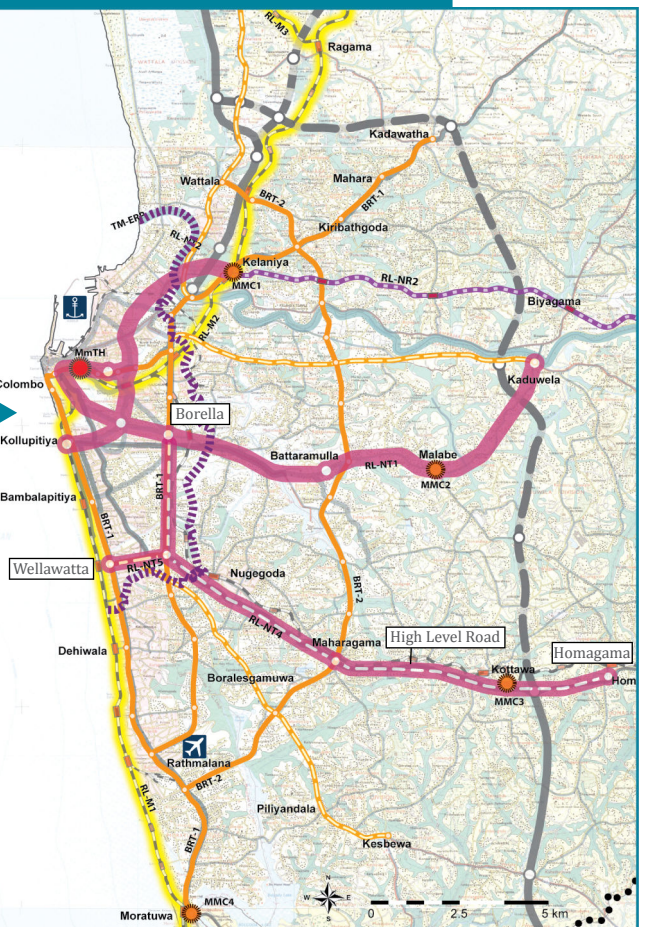 RL-M3
Ragama
Kadawatha
Mahara
Wattala
BRT-2
BRT-1
TM-ERP
Kiribathgoda
Kelaniya
MMC1
RL-NR2
Biyagama
RL-M2
MmTH
Colombo
Kaduwela
Borella
Kollupitiya
Battaramulla
RL-NT1
Malabe
MMC2
BRT-1
Bambalapitiya
BRT-1
Wellawatta
RL-NT5
Nugegoda
BRT-2
RL-NT4
Dehiwala
Maharagama
High Level Road
Homagama
Boralesgamuwa
Kottawa
Hom
MMC3
Rathmalana
BRT-2
RL-M1
Piliyandala
BRT-1
Kesbewa
N
W E
S
MMC4
Moratuwa
0 2.5 5 km